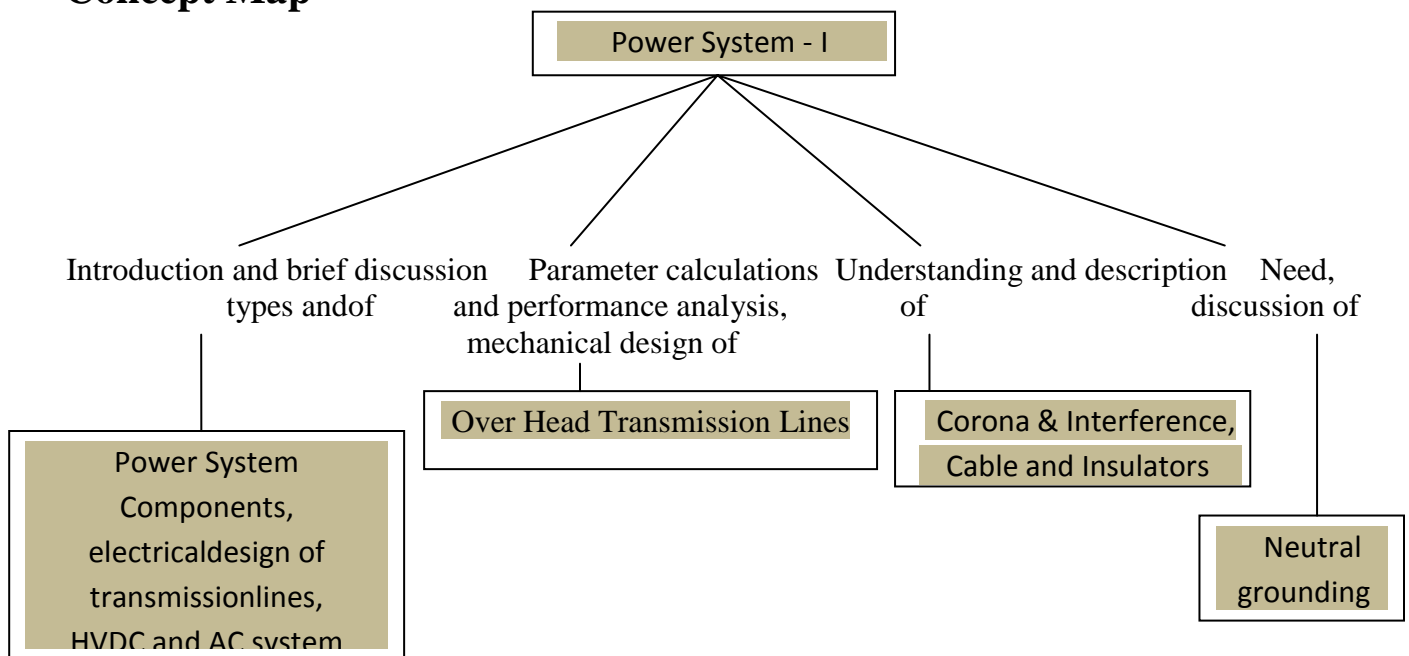 Concept Map
Power System - I
Introduction and brief discussion
types andof
Parameter calculations
and performance analysis,
mechanical design of
Understanding and description
of
Need,
discussion of
Over Head Transmission Lines
Corona & Interference,
Cable and Insulators
Power System
Components,
electricaldesign of
transmissionlines,
HVDC and AC system
Neutral
grounding